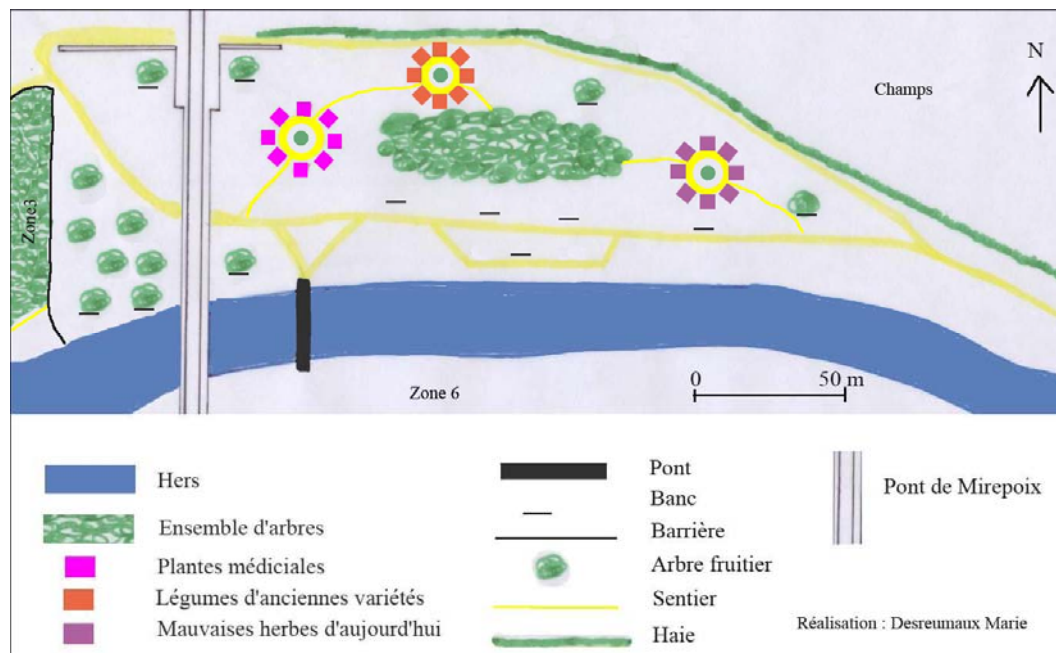 N
Champs
Zone3
0 50 m
Zone 6
Hers
Ensemble d'arbres
Plantes médiciales
Légumes d'anciennes variétés
Mauvaises herbes d'aujourd'hui
Pont
Banc
Barrière
Arbre fruitier
Sentier
Haie
Pont de Mirepoix
Réalisation : Desreumaux Marie